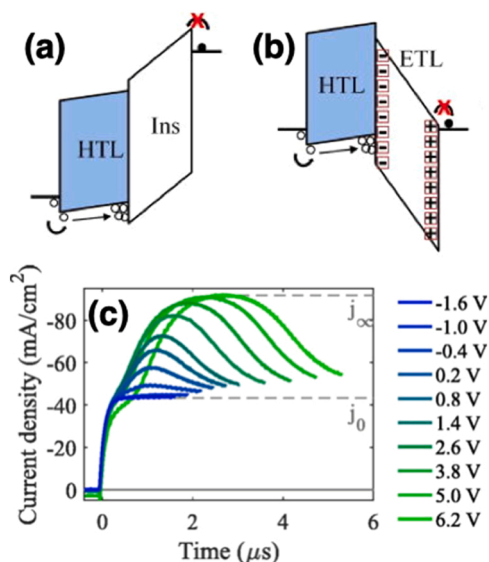 (a)
(b)
ETL
HTL
HTL
Ins
(c)
Current density (mA/cm²)
-80
-60
-40
-20
0
j∞
j₀
0
2
4
6
Time (μs)
-1.6 V
-1.0 V
-0.4 V
0.2 V
0.8 V
1.4 V
2.6 V
3.8 V
5.0 V
6.2 V